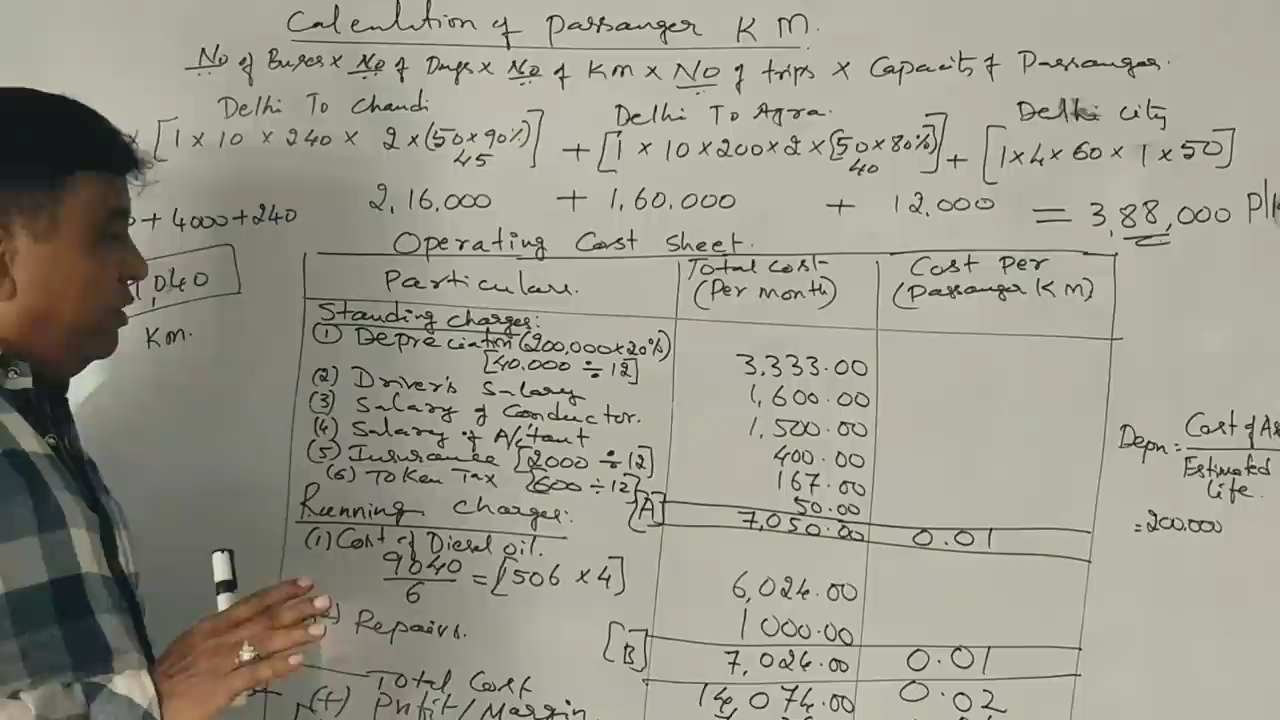 Calculation of Passanger K M.
No of Buses x No of Days x No of KM x No of trips x Capacity of Passanger.
Delhi To Chandi Delhi To Agra. Delhi City
[1 x 10 x 240 x 2 x (50 x 90%)] + [1 x 10 x 200 x 2 x (50 x 80%)] + [1 x 4 x 60 x 1 x 50]
45 40
2,16,000 + 1,60,000 + 12,000 = 3,88,000
+ 4000 + 240
,040
Km.
Operating Cost Sheet.
Particulars. Total cost (Per month) Cost Per (Passanger K M)
Standing Charges:
(1) Depreciation (200,000 x 20%)
[40,000 ÷ 12] 3,333.00
(2) Driver's Salary 1,600.00
(3) Salary of Conductor. 1,500.00
(4) Salary of A/c tant 400.00
(5) Insurance [2000 ÷ 12] 167.00
(6) Token Tax [600 ÷ 12] 50.00
[A] 7,050.00 0.01
Running Charges:
(1) Cost of Diesel oil.
9040/6 = [506 x 4] 6,024.00
Repairs. 1000.00
[B] 7,024.00 0.01
Total Cost 14,074.00 0.02
(+) Profit/Margin
Depn = Cost of As
Estimated
life.
= 200.000